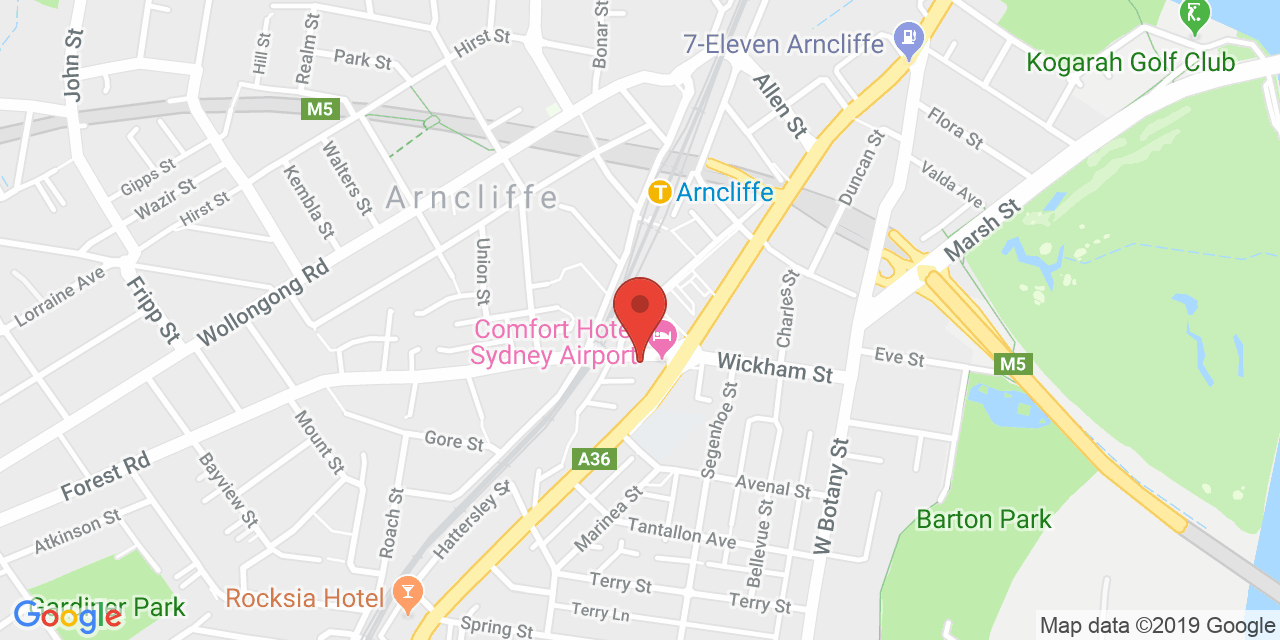 John St
Hill St
Realm St
Park St
Hirst St
Bonar St
7-Eleven Arncliffe
Kogarah Golf Club
M5
Allen St
Flora St
Duncan St
Valda Ave
Marsh St
Gipps St
Wazir St
Hirst St
Walters St
Kembla St
Arncliffe
T
Arncliffe
Lorraine Ave
Fripp St
Wollongong Rd
Union St
Charles St
Comfort Hote
Sydney Airport
Wickham St
Eve St
M5
Segenhoe St
Mount St
Gore St
Forest Rd
Bayview St
A36
W Botany St
Avenal St
Roach St
Hattersley St
Marinea St
Tantallon Ave
Bellevue St
Barton Park
Atkinson St
Terry St
Terry Ln
Terry St
Rocksia Hotel
Gardiner Park
Google
Spring St
Map data ©2019 Google